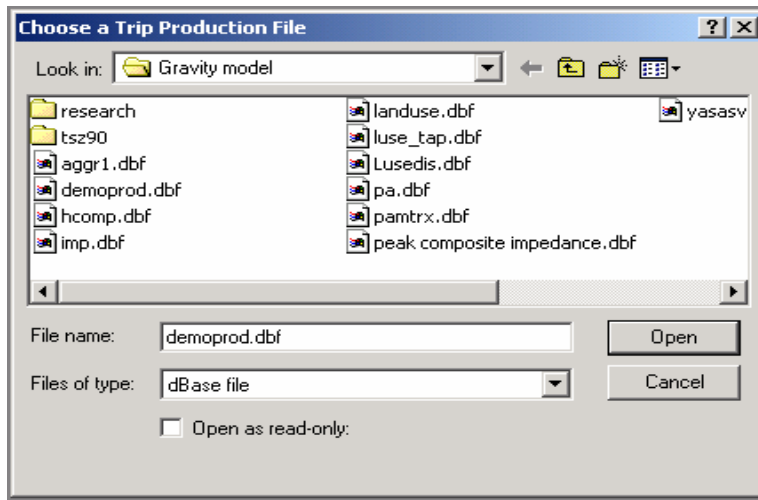 Choose a Trip Production File
Look in: Gravity model
research
tsz90
aggr1.dbf
demoprod.dbf
hcomp.dbf
imp.dbf
landuse.dbf
luse_tap.dbf
Lusedis.dbf
pa.dbf
pamtrx.dbf
peak composite impedance.dbf
yasasv
File name: demoprod.dbf
Open
Files of type: dBase file
Cancel
Open as read-only: